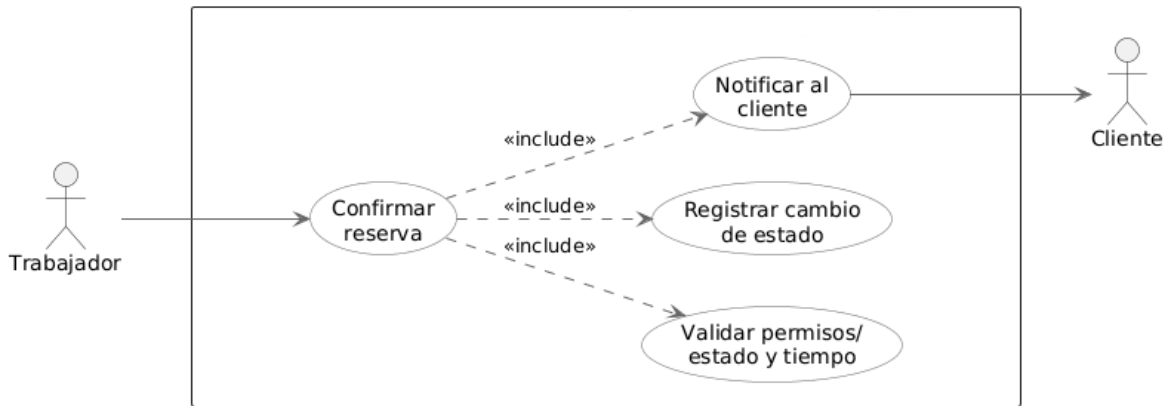 Notificar al
cliente
Cliente
«include»
Trabajador
Confirmar
reserva
«include»
Registrar cambio
de estado
«include»
Validar permisos/
estado y tiempo